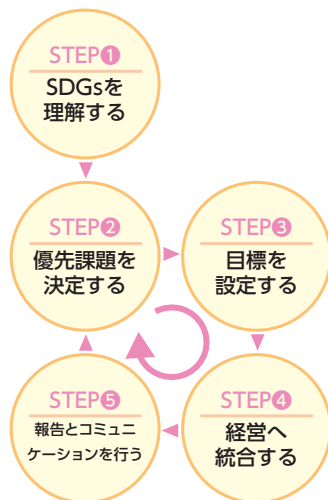 STEP❶
SDGsを
理解する
STEP❷
優先課題を
決定する
STEP❸
目標を
設定する
STEP❹
経営へ
統合する
STEP❺
報告とコミュニ
ケーションを行う